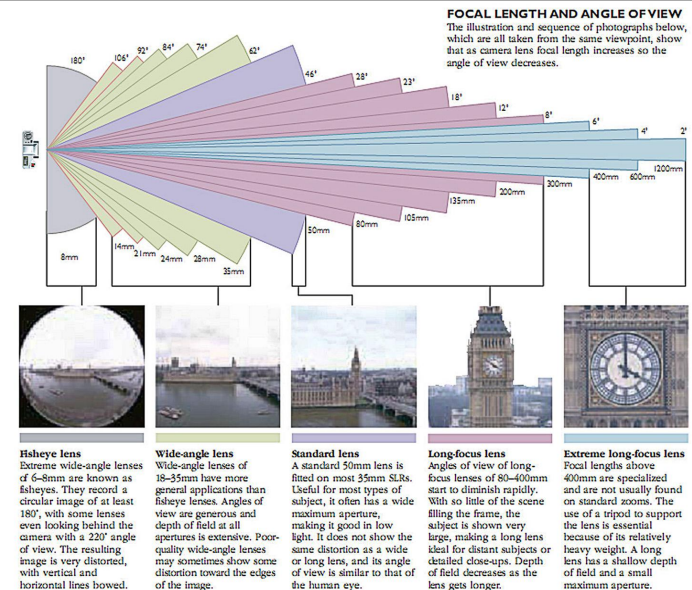 FOCAL LENGTH AND ANGLE OF VIEW
The illustration and sequence of photographs below,
which are all taken from the same viewpoint, show
that as camera lens focal length increases so the
angle of view decreases.
180°
106°
92°
84°
74°
62°
46°
28°
23°
18°
12°
8°
6°
4°
2°
8mm
14mm
21mm
24mm
28mm
35mm
50mm
80mm
105mm
135mm
200mm
300mm
400mm
600mm
1200mm
Fisheye lens
Extreme wide-angle lenses
of 6–8mm are known as
fisheyes. They record a
circular image of at least
180°, with some lenses
even looking behind the
camera with a 220° angle
of view. The resulting
image is very distorted,
with vertical and
horizontal lines bowed.
Wide-angle lens
Wide-angle lenses of
18–35mm have more
general applications than
fisheye lenses. Angles of
view are generous and
depth of field at all
apertures is extensive. Poor-
quality wide-angle lenses
may sometimes show some
distortion toward the edges
of the image.
Standard lens
A standard 50mm lens is
fitted on most 35mm SLRs.
Useful for most types of
subject, it often has a wide
maximum aperture,
making it good in low
light. It does not show the
same distortion as a wide
or long lens, and its angle
of view is similar to that of
the human eye.
Long-focus lens
Angles of view of long-
focus lenses of 80–400mm
start to diminish rapidly.
With so little of the scene
filling the frame, the
subject is shown very
large, making a long lens
ideal for distant subjects or
detailed close-ups. Depth
of field decreases as the
lens gets longer.
Extreme long-focus lens
Focal lengths above
400mm are specialized
and are not usually found
on standard zooms. The
use of a tripod to support
the lens is essential
because of its relatively
heavy weight. A long
lens has a shallow depth
of field and a small
maximum aperture.